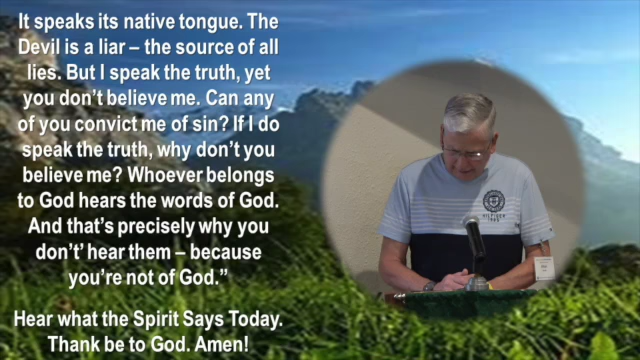 It speaks its native tongue. The
Devil is a liar – the source of all
lies. But I speak the truth, yet
you don’t believe me. Can any
of you convict me of sin? If I do
speak the truth, why don’t you
believe me? Whoever belongs
to God hears the words of God.
And that’s precisely why you
don’t’ hear them – because
you’re not of God.”
Hear what the Spirit Says Today.
Thank be to God. Amen!
HILFIGER